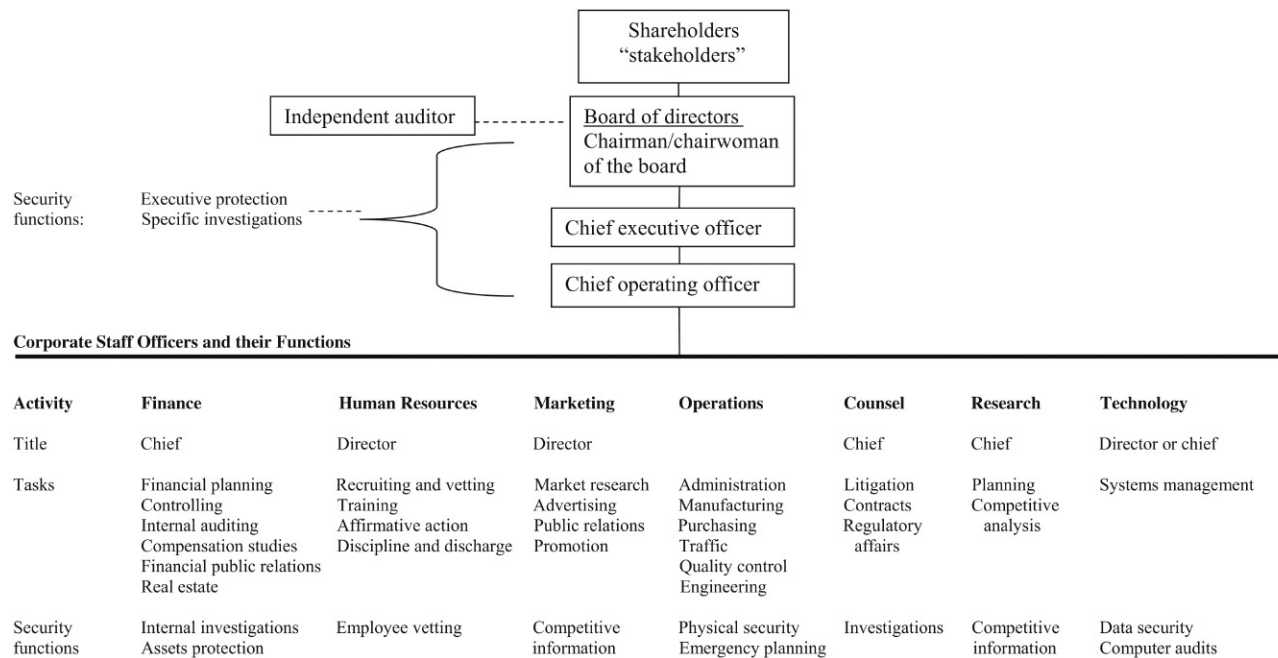 Shareholders
“stakeholders”
Independent auditor
Board of directors
Chairman/chairwoman
of the board
Security
functions:
Executive protection
Specific investigations
Chief executive officer
Chief operating officer
Corporate Staff Officers and their Functions
Activity Finance Human Resources Marketing Operations Counsel Research Technology
Title Chief Director Director Chief Chief Director or chief
Tasks Financial planning Recruiting and vetting Market research Administration Litigation Planning Systems management
Controlling Training Advertising Manufacturing Contracts Competitive
Internal auditing Affirmative action Public relations Purchasing Regulatory analysis
Compensation studies Discipline and discharge Promotion Traffic affairs
Financial public relations Quality control
Real estate Engineering
Security Internal investigations Employee vetting Competitive Physical security Investigations Competitive Data security
functions Assets protection information Emergency planning information Computer audits